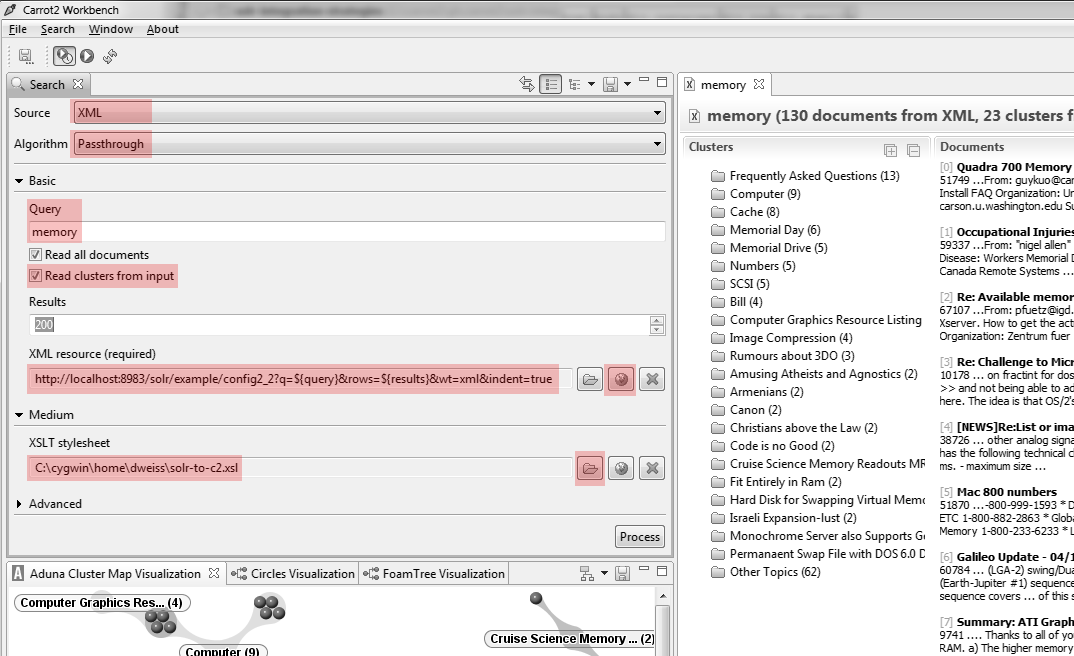 Carrot2 Workbench
File Search Window About
Search
Source XML
Algorithm Passthrough
Basic
Query
memory
Read all documents
Read clusters from input
Results
200
XML resource (required)
http://localhost:8983/solr/example/config2_2?q=${query}&rows=${results}&wt=xml&indent=true
Medium
XSLT stylesheet
C:\cygwin\home\dweiss\solr-to-c2.xsl
Advanced
Process
Aduna Cluster Map Visualization Circles Visualization FoamTree Visualization
Computer Graphics Res... (4)
Computer (9)
Cruise Science Memory ... (2)
memory
memory (130 documents from XML, 23 clusters f
Clusters
Frequently Asked Questions (13)
Computer (9)
Cache (8)
Memorial Day (6)
Memorial Drive (5)
Numbers (5)
SCSI (5)
Bill (4)
Computer Graphics Resource Listing
Image Compression (4)
Rumours about 3DO (3)
Amusing Atheists and Agnostics (2)
Armenians (2)
Canon (2)
Christians above the Law (2)
Code is no Good (2)
Cruise Science Memory Readouts MR
Fit Entirely in Ram (2)
Hard Disk for Swapping Virtual Memo
Israeli Expansion-lust (2)
Monochrome Server also Supports Ge
Permanaent Swap File with DOS 6.0 D
Other Topics (62)
Documents
[0] Quadra 700 Memory
51749 ...From: guykuo@car
Install FAQ Organization: Un
carson.u.washington.edu Su
[1] Occupational Injuries
59337 ...From: "nigel allen"
Disease: Workers Memorial D
Canada Remote Systems ...
[2] Re: Available memor
67107 ...From: pfuetz@igd.
Xserver. How to get the act
Organization: Zentrum fuer
[3] Re: Challenge to Micr
10178 ... on fractint for dos
>> and not being able to ad
here. The idea is that OS/2's
[4] [NEWS]Re:List or ima
38726 ... other analog signa
has the following technical d
ms. - maximum size ...
[5] Mac 800 numbers
51870 ...-800-999-1593 * D
ETC 1-800-882-2863 * Globa
Memory 1-800-233-6233 * L
[6] Galileo Update - 04/1
60784 ... (LGA-2) swing/Dua
(Earth-Jupiter #1) sequence
sequence covers ... of this s
[7] Summary: ATI Graph
9741 .... Thanks to all of yo
RAM. a) The higher memory